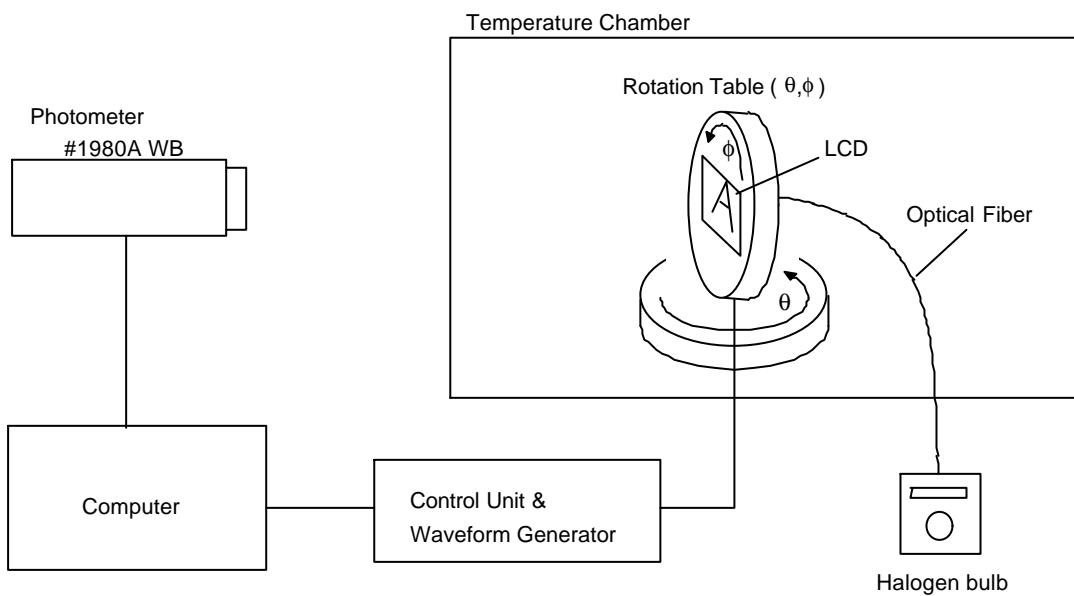 Temperature Chamber
Rotation Table ( θ,ϕ )
Photometer
#1980A WB
ϕ
LCD
A
Optical Fiber
θ
Computer
Control Unit &
Waveform Generator
Halogen bulb